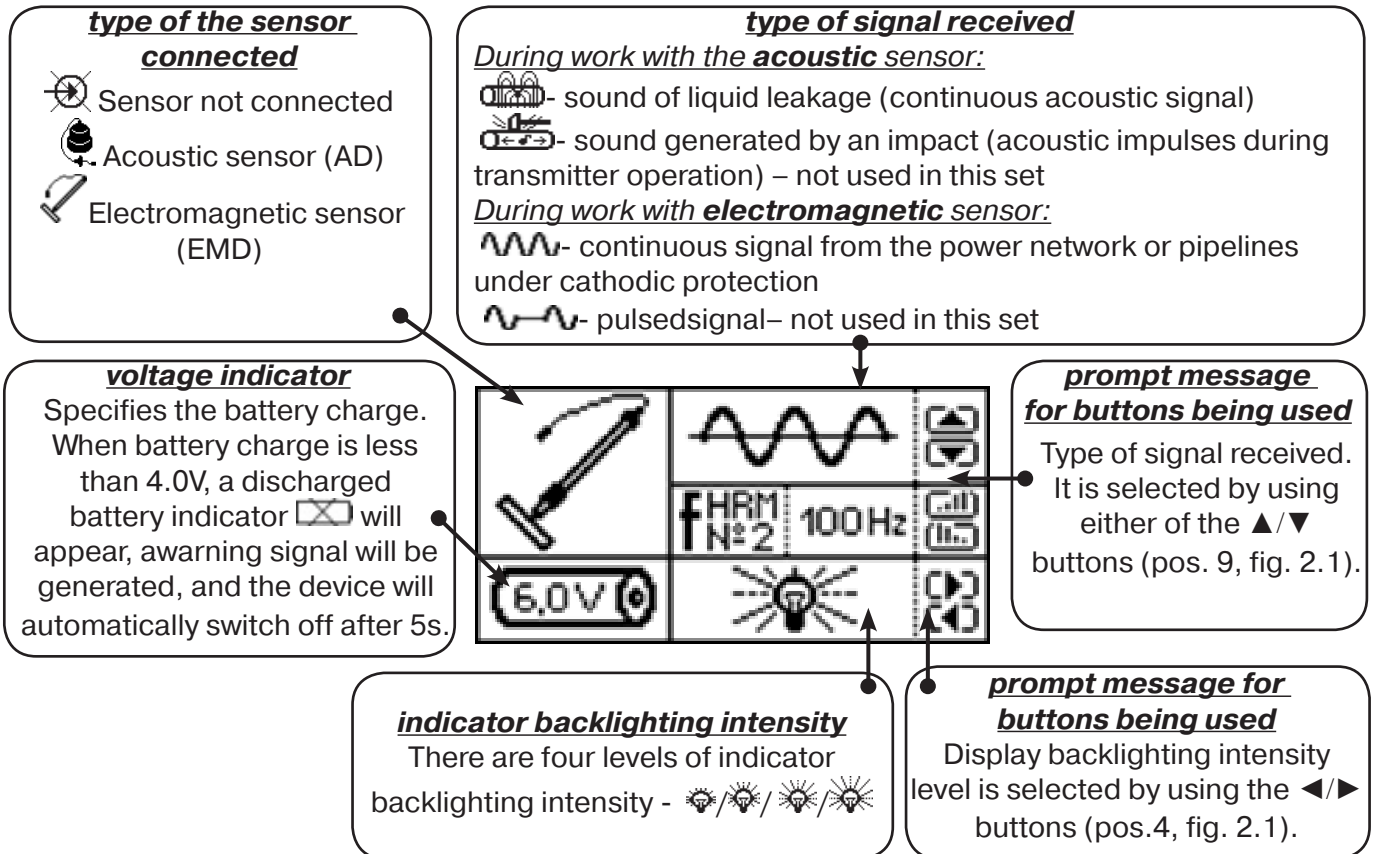 type of the sensor
connected
Sensor not connected
Acoustic sensor (AD)
Electromagnetic sensor
(EMD)
type of signal received
During work with the acoustic sensor:
- sound of liquid leakage (continuous acoustic signal)
- sound generated by an impact (acoustic impulses during
transmitter operation) – not used in this set
During work with electromagnetic sensor:
- continuous signal from the power network or pipelines
under cathodic protection
- pulsedsignal– not used in this set
voltage indicator
Specifies the battery charge.
When battery charge is less
than 4.0V, a discharged
battery indicator will
appear, awarning signal will be
generated, and the device will
automatically switch off after 5s.
f HRM
№2
100Hz
6.0V
prompt message
for buttons being used
Type of signal received.
It is selected by using
either of the ▲/▼
buttons (pos. 9, fig. 2.1).
indicator backlighting intensity
There are four levels of indicator
backlighting intensity - / / /
prompt message for
buttons being used
Display backlighting intensity
level is selected by using the ◄/►
buttons (pos.4, fig. 2.1).